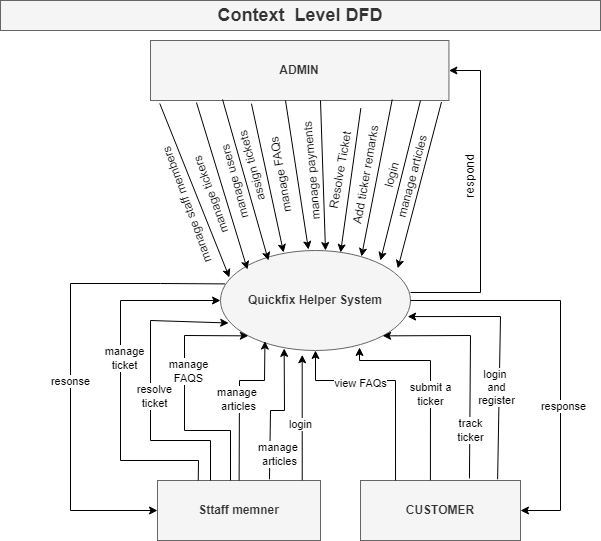 Context  Level DFD
ADMIN
manage staff members
manage tickers
manage users
assign tickets
manage FAQs
manage payments
Resolve Ticket
Add ticker remarks
login
manage articles
respond
Quickfix Helper System
resonse
manage
ticket
resolve
ticket
manage
FAQS
manage
articles
manage
articles
login
view FAQs
submit a
ticker
track
ticker
login
and
register
response
Sttaff memner
CUSTOMER